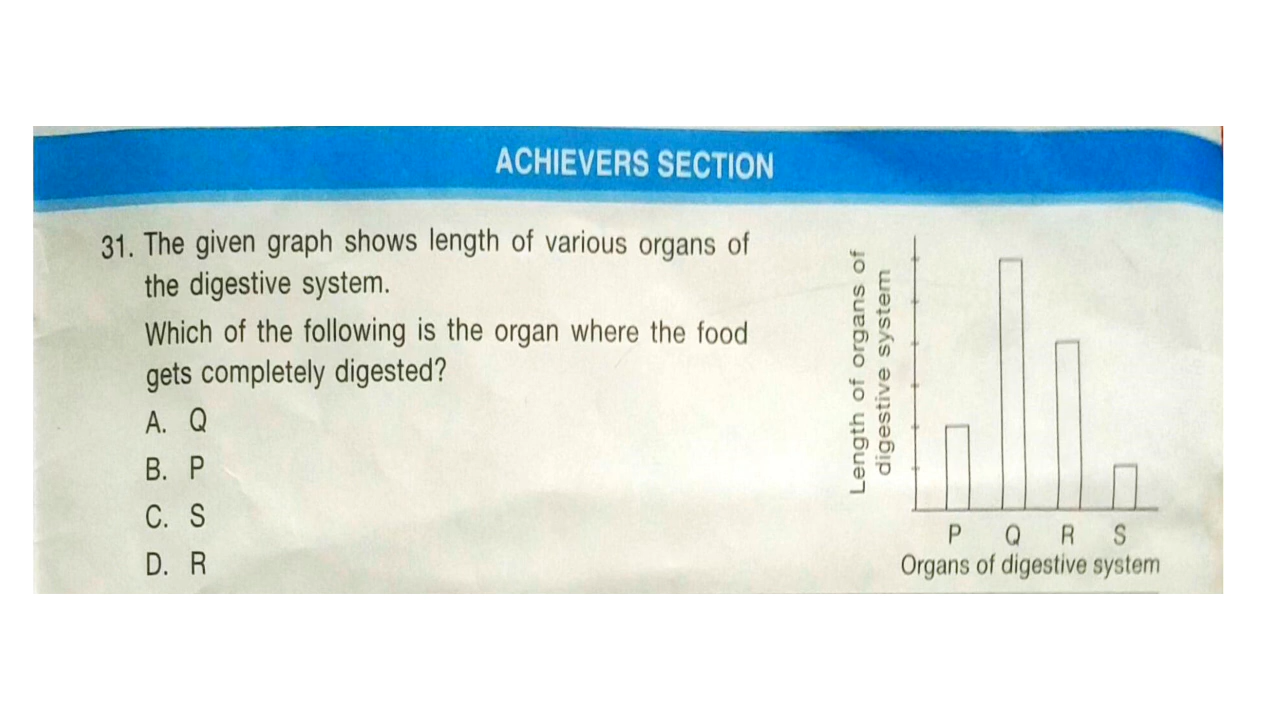 ACHIEVERS SECTION
31. The given graph shows length of various organs of
the digestive system.
Which of the following is the organ where the food
gets completely digested?
A. Q
B. P
C. S
D. R
Length of organs of
digestive system
P Q R S
Organs of digestive system